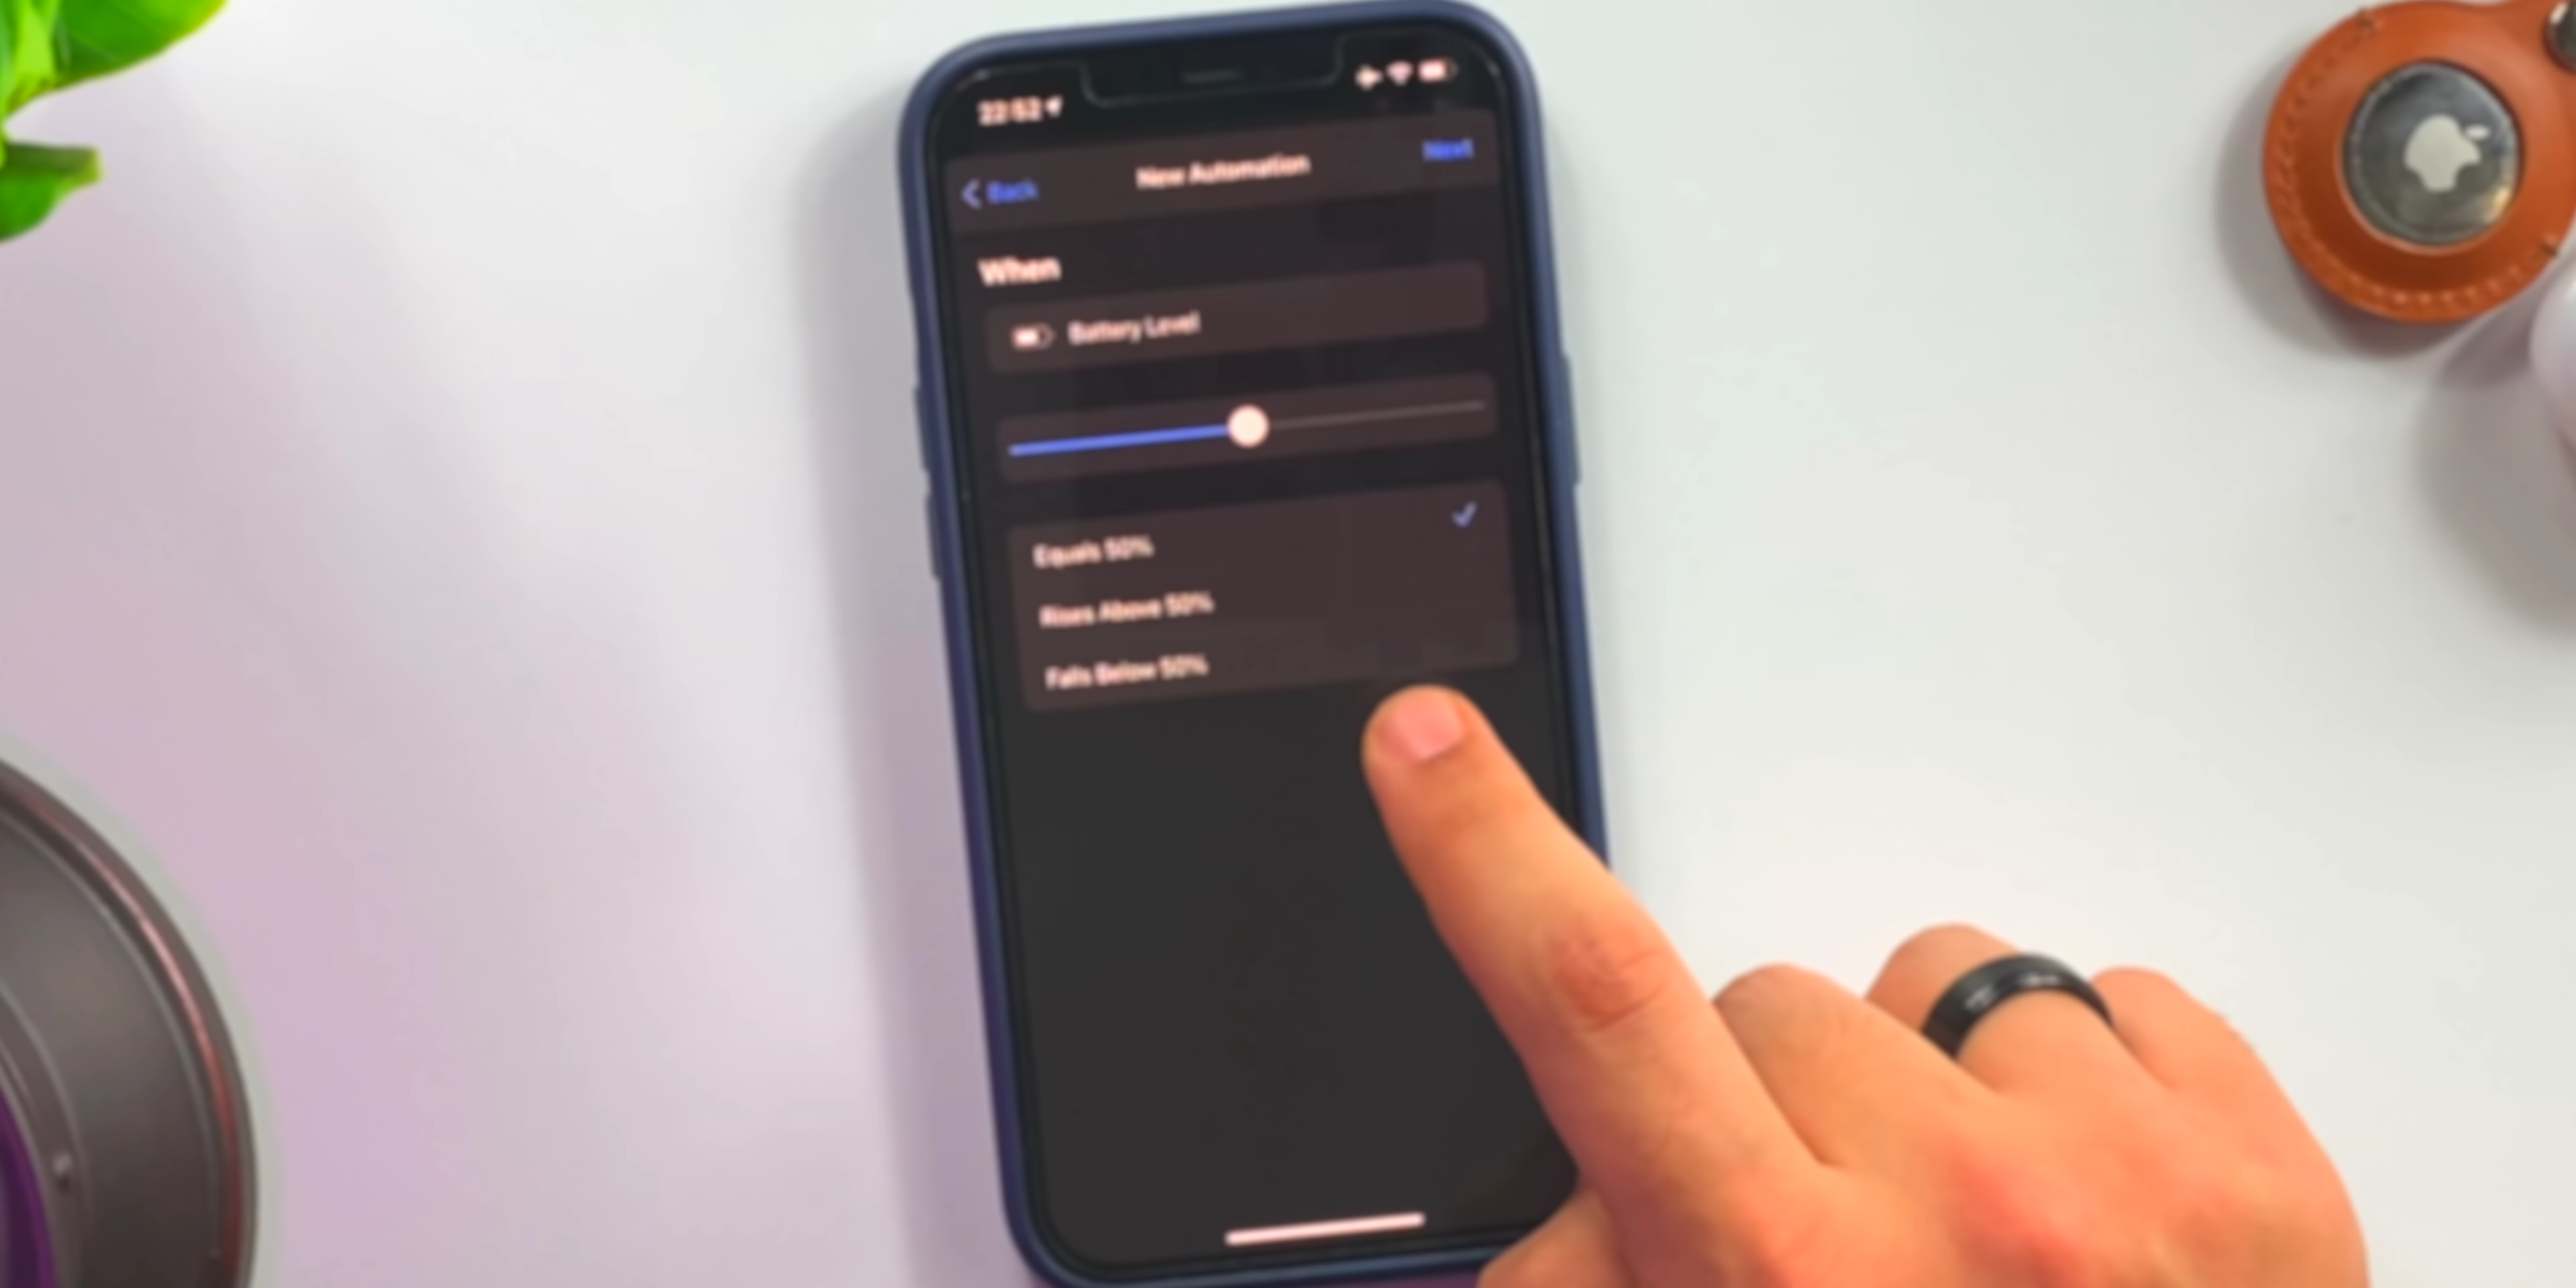 22:52
Back New Automation Next
When
Battery Level
Equals 50%
Rises Above 50%
Falls Below 50%